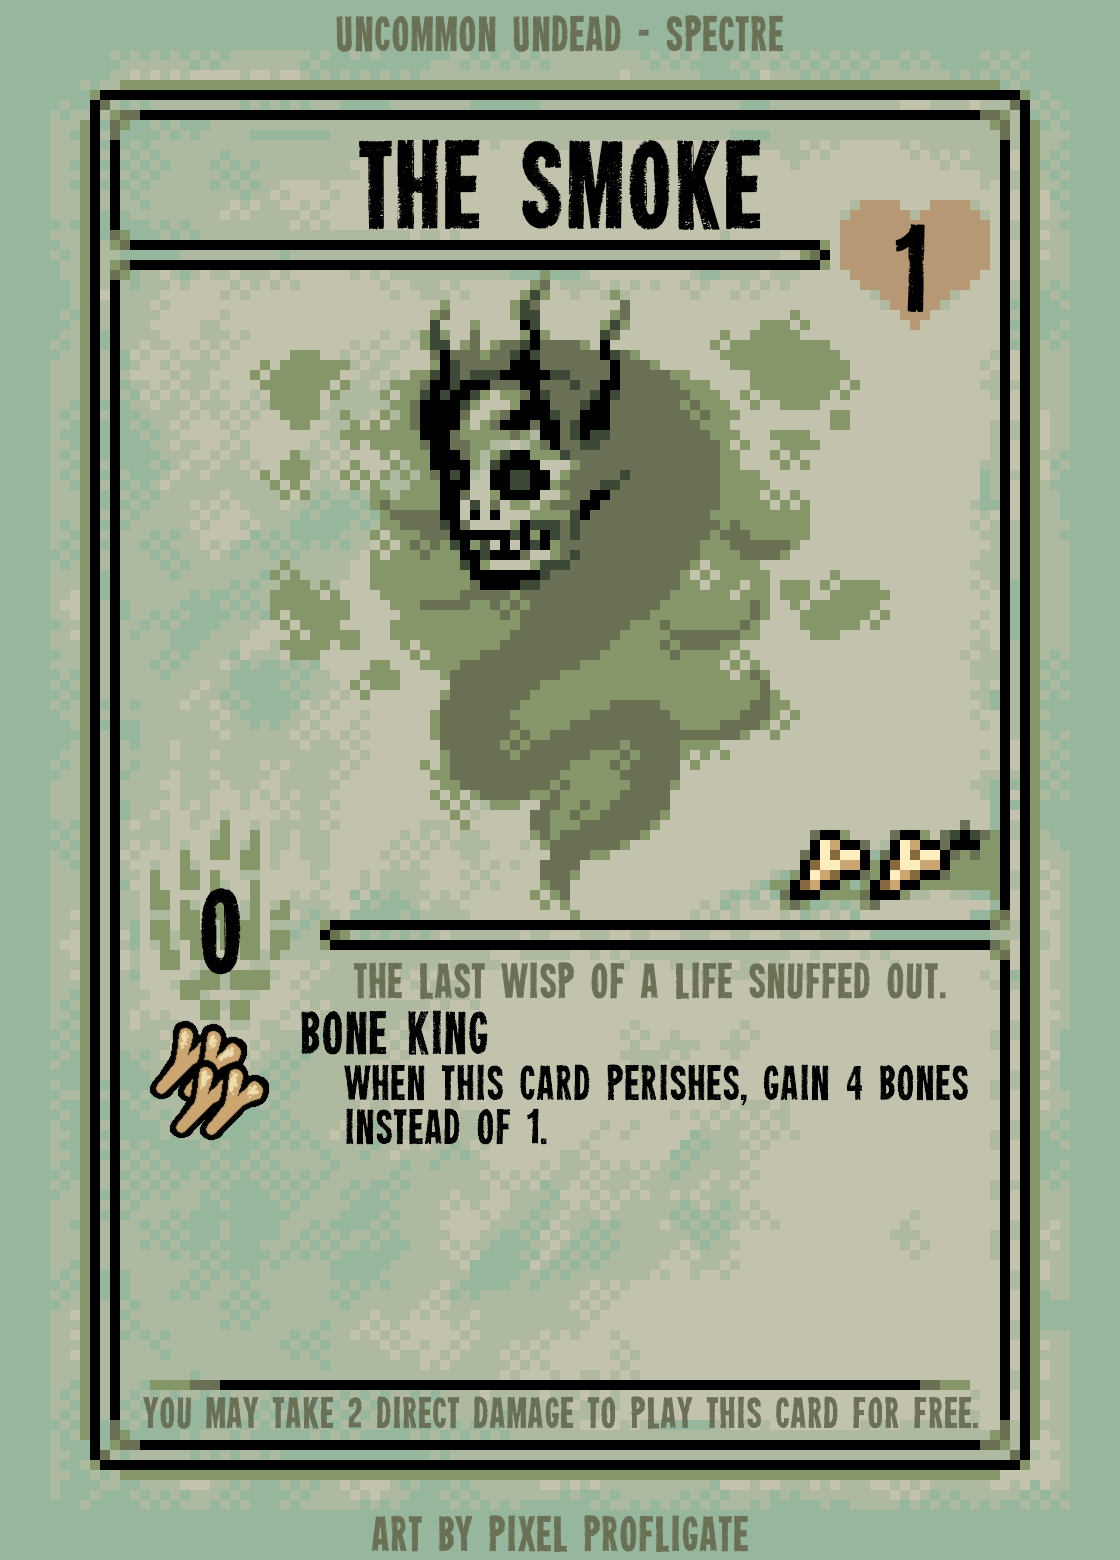 UNCOMMON UNDEAD - SPECTRE
THE SMOKE
1
0
THE LAST WISP OF A LIFE SNUFFED OUT.
BONE KING
WHEN THIS CARD PERISHES, GAIN 4 BONES
INSTEAD OF 1.
YOU MAY TAKE 2 DIRECT DAMAGE TO PLAY THIS CARD FOR FREE.
ART BY PIXEL PROFLIGATE